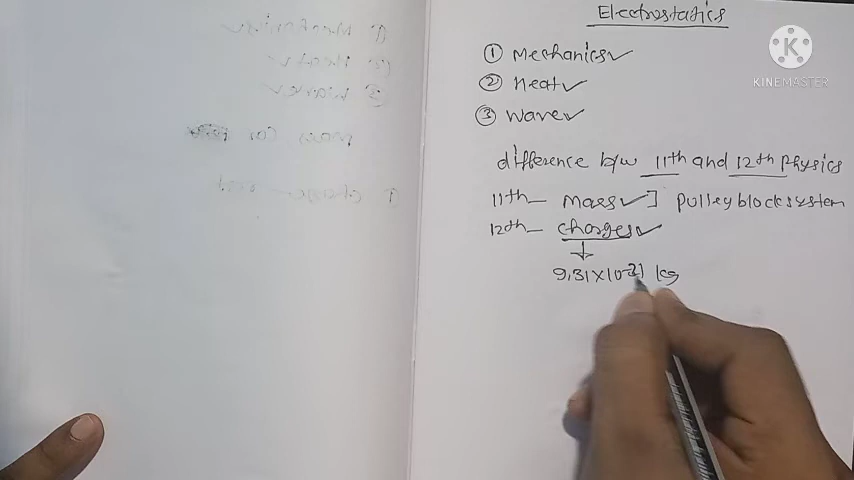 Electrostatics
① Mechanics✓
② Heat✓
③ Wave✓
difference b/w 11th and 12th physics
11th — Mass✓] pulley block system
12th — charges✓
↓
9.31×10-31 kg
K
KINEMASTER